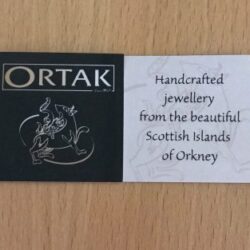 ORTAK
Handcrafted
jewellery
from the beautiful
Scottish Islands
of Orkney